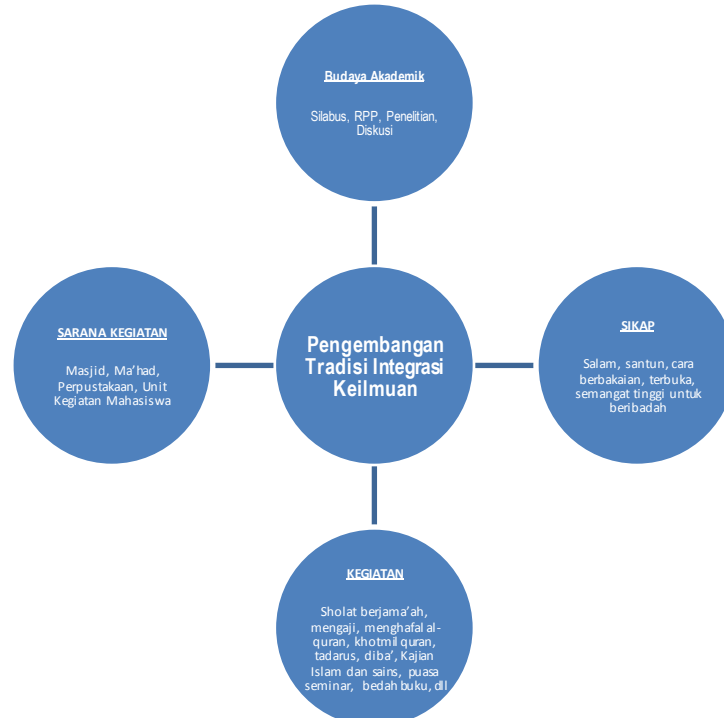 Budaya Akademik
Silabus, RPP, Penelitian,
Diskusi
SARANA KEGIATAN
Masjid, Ma’had,
Perpustakaan, Unit
Kegiatan Mahasiswa
Pengembangan
Tradisi Integrasi
Keilmuan
SIKAP
Salam, santun, cara
berbakaian, terbuka,
semangat tinggi untuk
beribadah
KEGIATAN
Sholat berjama’ah,
mengaji, menghafal al-
quran, khotmil quran,
tadarus, diba’, Kajian
Islam dan sains, puasa
seminar, bedah buku, dll